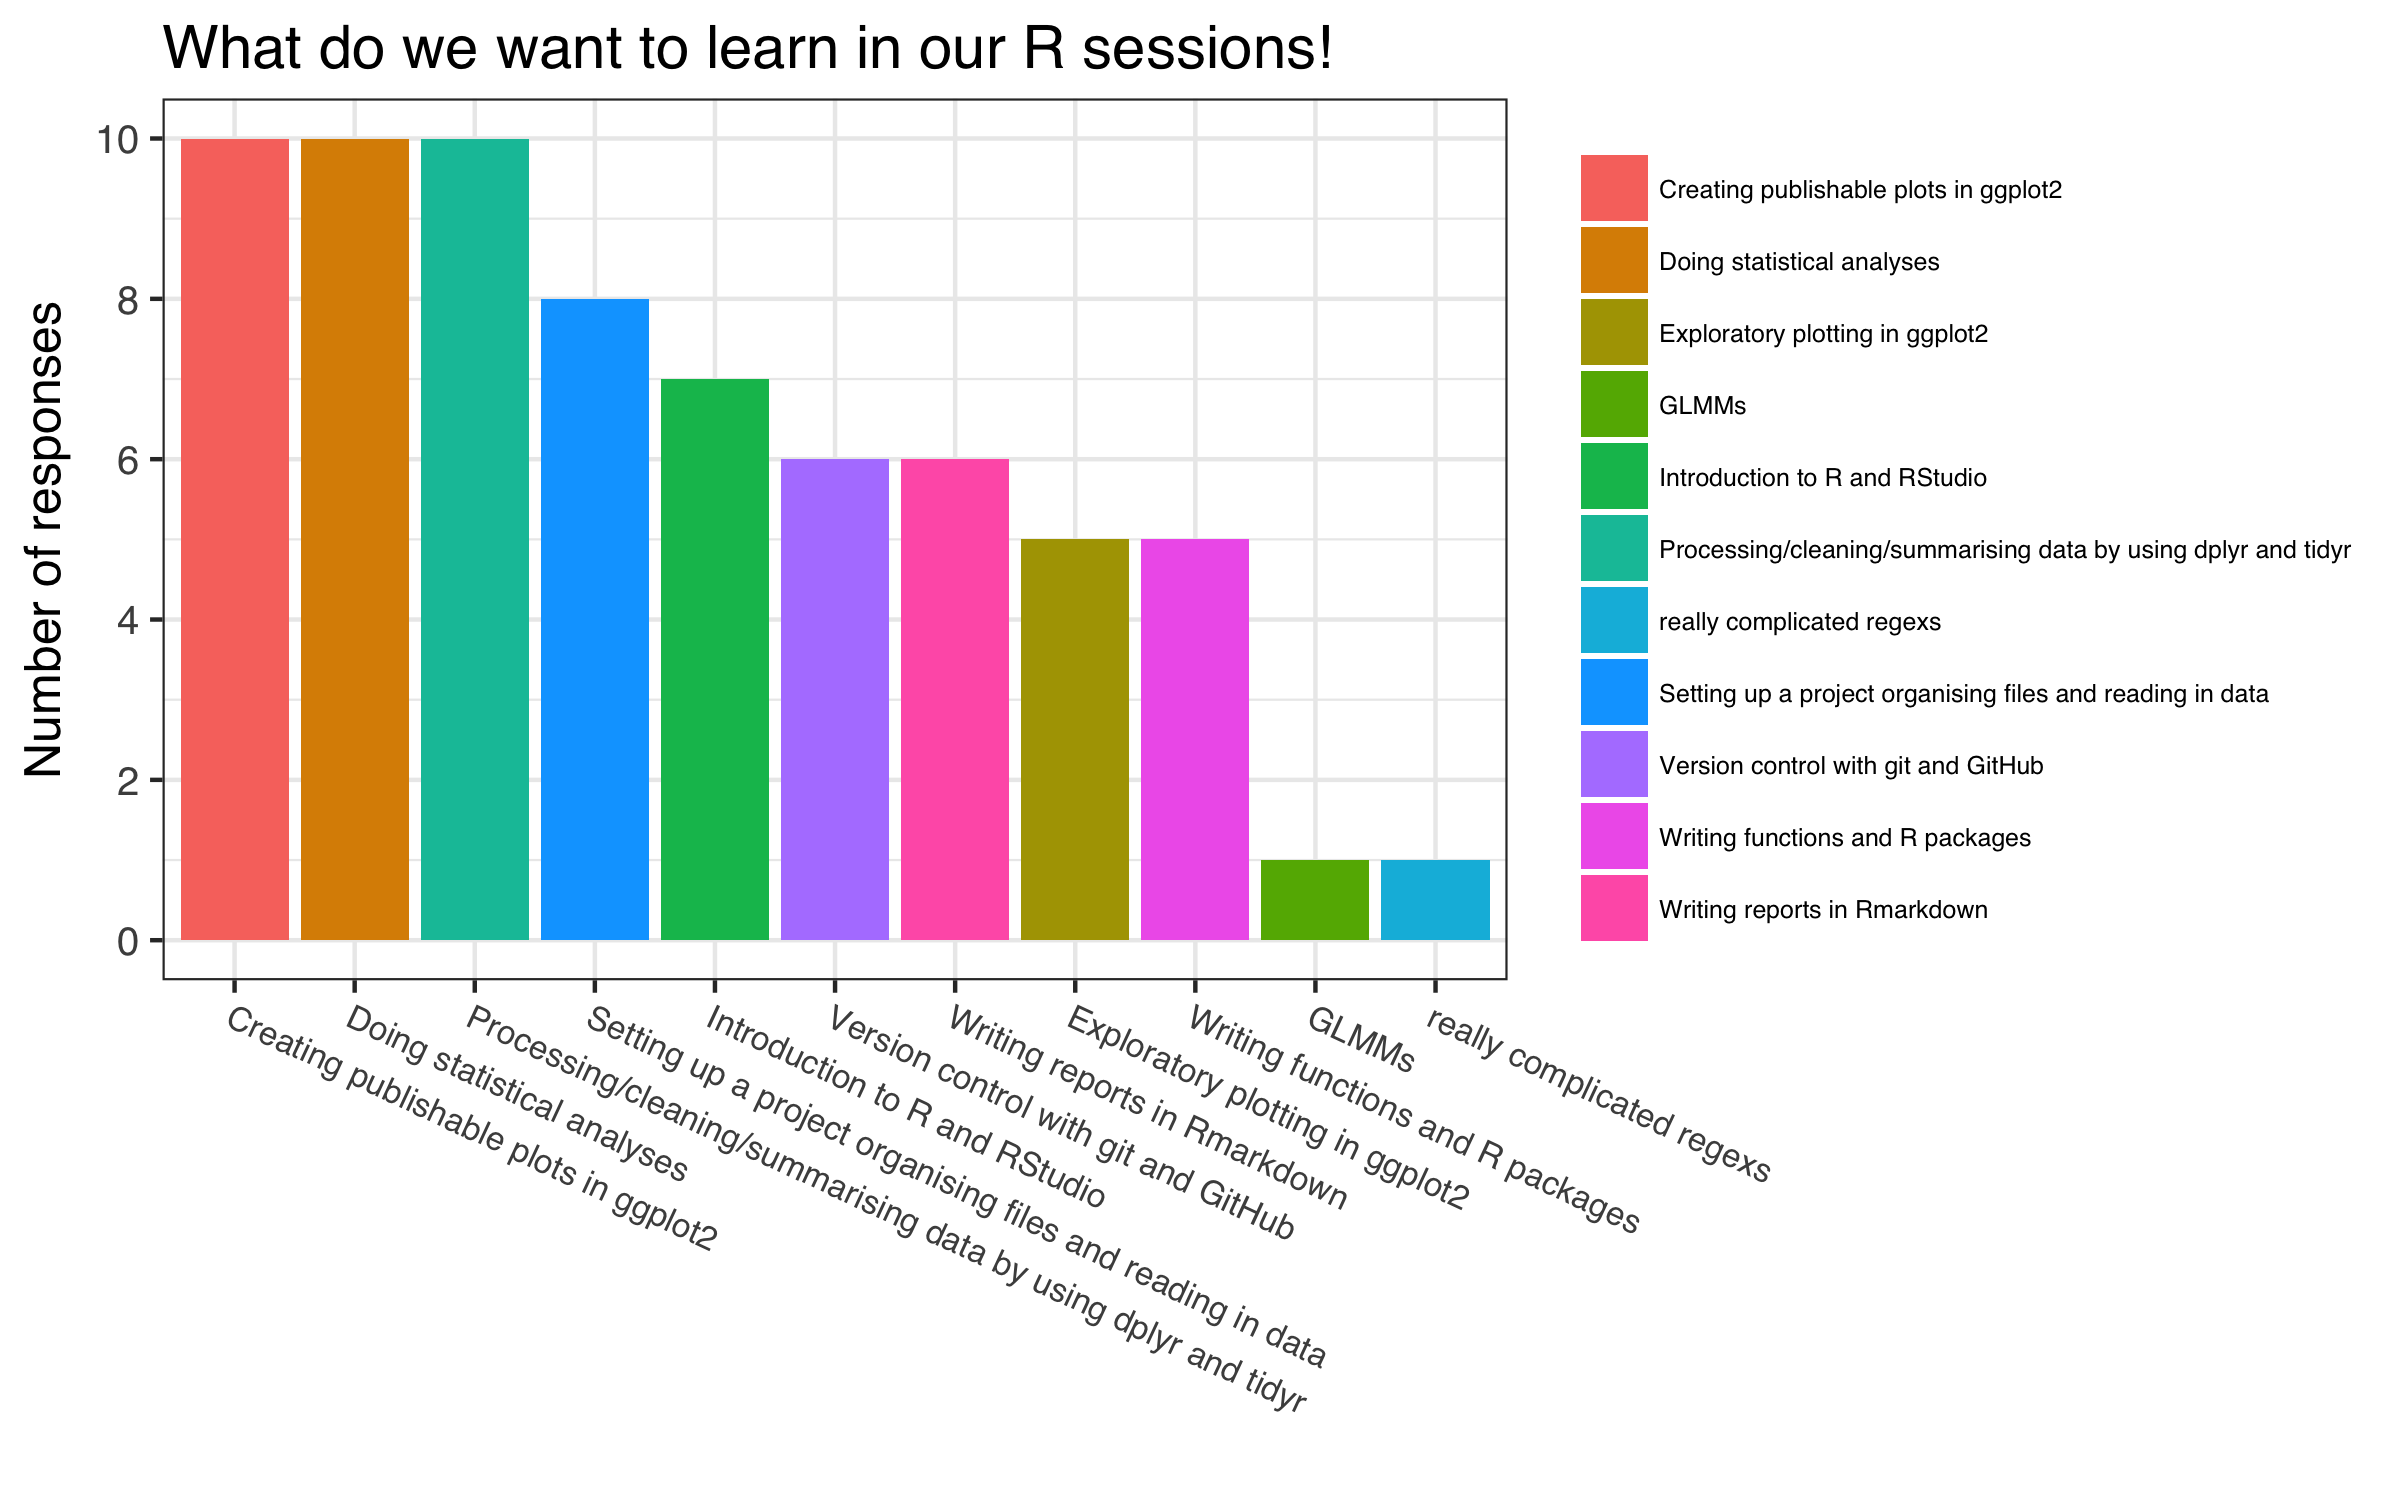 What do we want to learn in our R sessions!
Number of responses
10
8
6
4
2
0
Creating publishable plots in ggplot2
Doing statistical analyses
Processing/cleaning/summarising data by using dplyr and tidyr
Setting up a project organising files and reading in data
Introduction to R and RStudio
Version control with git and GitHub
Writing reports in Rmarkdown
Exploratory plotting in ggplot2
Writing functions and R packages
GLMMs
really complicated regexs
Creating publishable plots in ggplot2
Doing statistical analyses
Exploratory plotting in ggplot2
GLMMs
Introduction to R and RStudio
Processing/cleaning/summarising data by using dplyr and tidyr
really complicated regexs
Setting up a project organising files and reading in data
Version control with git and GitHub
Writing functions and R packages
Writing reports in Rmarkdown